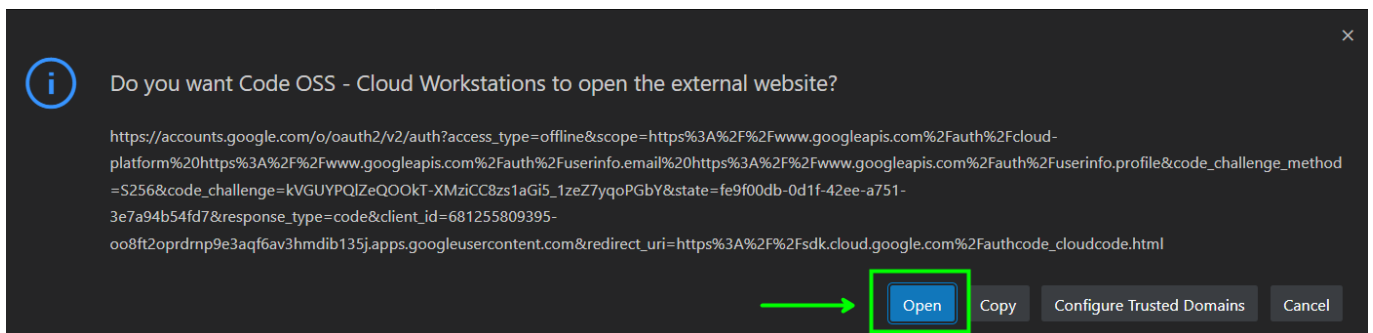 Do you want Code OSS - Cloud Workstations to open the external website?
https://accounts.google.com/o/oauth2/v2/auth?access_type=offline&scope=https%3A%2F%2Fwww.googleapis.com%2Fauth%2Fcloud-
platform%20https%3A%2F%2Fwww.googleapis.com%2Fauth%2Fuserinfo.email%20https%3A%2F%2Fwww.googleapis.com%2Fauth%2Fuserinfo.profile&code_challenge_method
=S256&code_challenge=kVGUYPQlZeQOOkT-XMziCC8zs1aGi5_1zeZ7yqoPGbY&state=fe9f00db-0d1f-42ee-a751-
3e7a94b54fd7&response_type=code&client_id=681255809395-
oo8ft2oprdrnp9e3aqf6av3hmdib135j.apps.googleusercontent.com&redirect_uri=https%3A%2F%2Fsdk.cloud.google.com%2Fauthcode_cloudcode.html
Open Copy Configure Trusted Domains Cancel